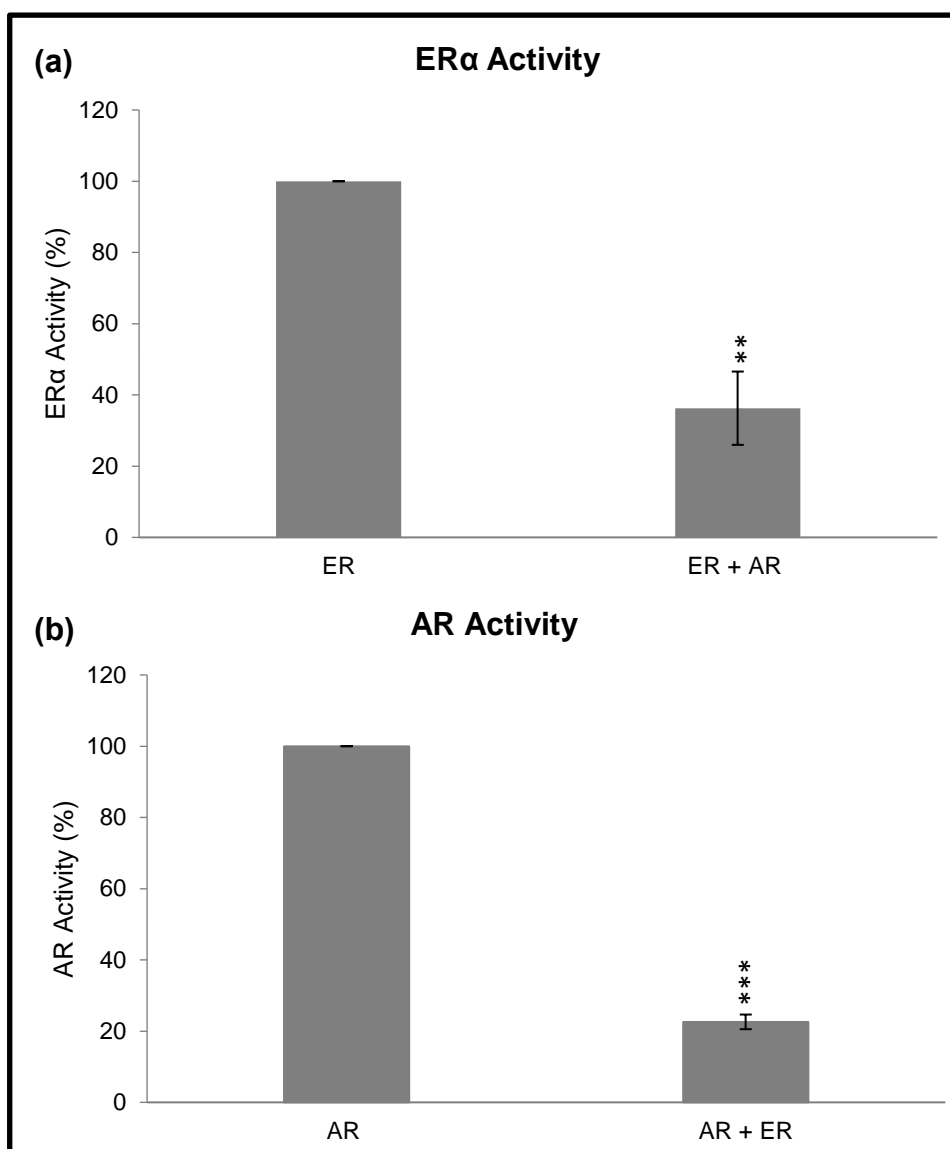 (a)
ERα Activity
ERα Activity (%)
120
100
80
60
40
20
0
**
ER
ER + AR
(b)
AR Activity
AR Activity (%)
120
100
80
60
40
20
0
***
AR
AR + ER